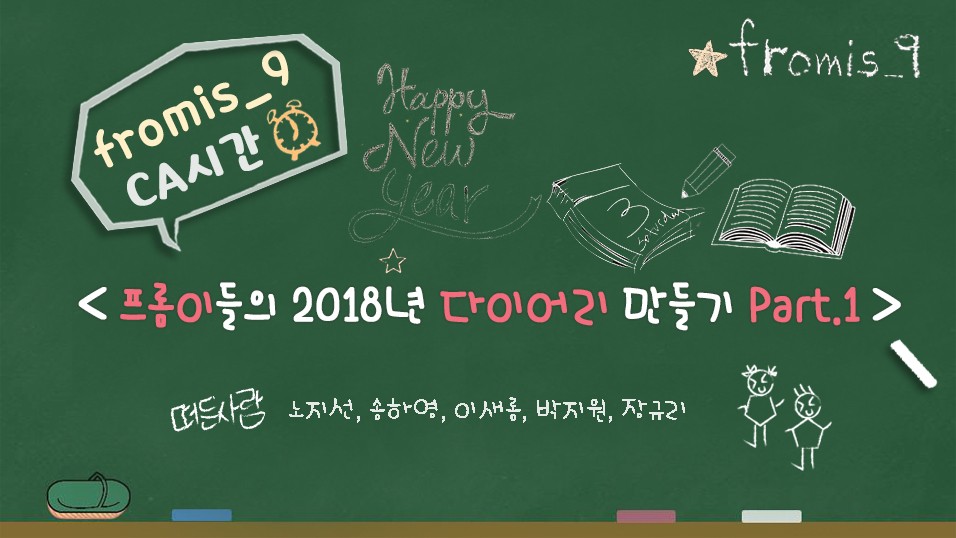 fromis_9
CA시간
Happy
New
Year
fromis_9
3
saturday
< 프롬이들의 2018년 다이어리 만들기 Part.1 >
떠든사람 노지선, 송하영, 이새롬, 박지원, 장규리